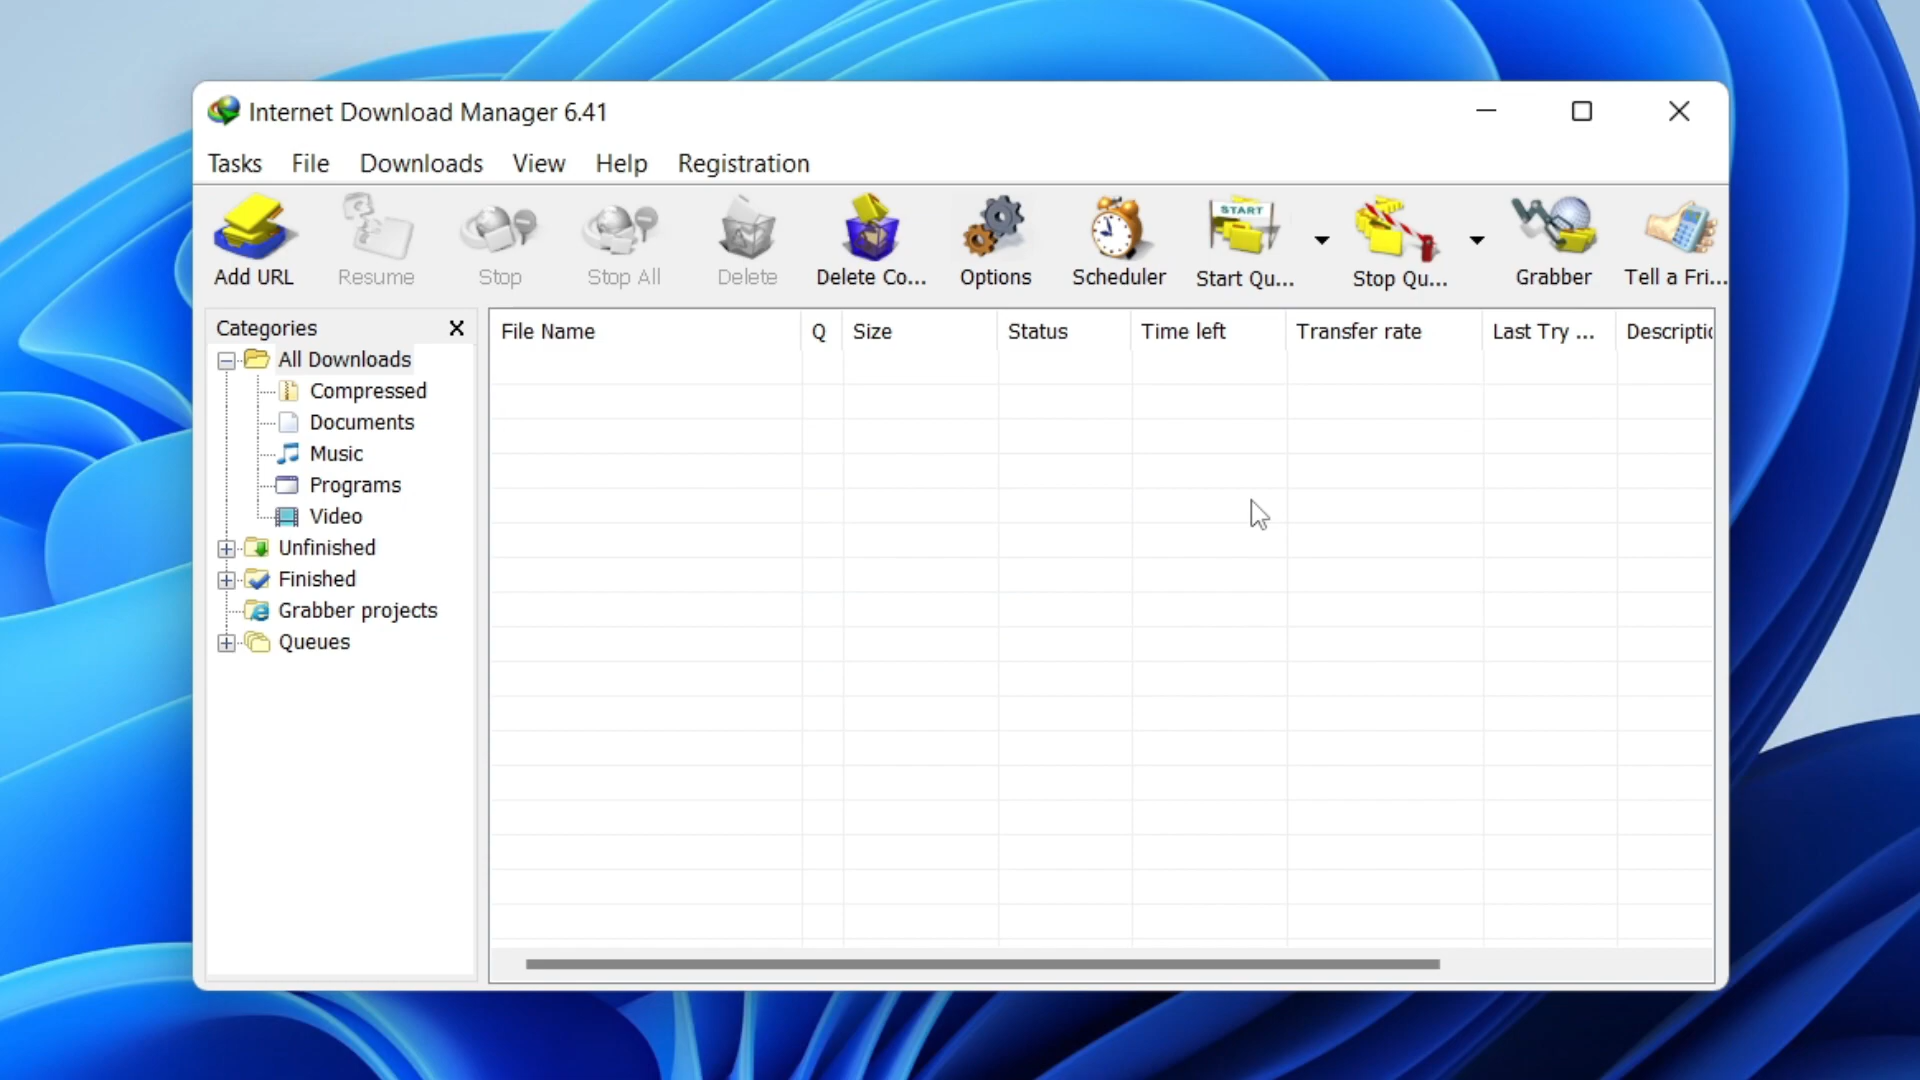 Internet Download Manager 6.41
Tasks File Downloads View Help Registration
START
Add URL Resume Stop Stop All Delete Delete Co... Options Scheduler Start Qu... Stop Qu... Grabber Tell a Fri...
Categories
File Name Q Size Status Time left Transfer rate Last Try ... Descriptic
All Downloads
Compressed
Documents
Music
Programs
Video
Unfinished
Finished
Grabber projects
Queues